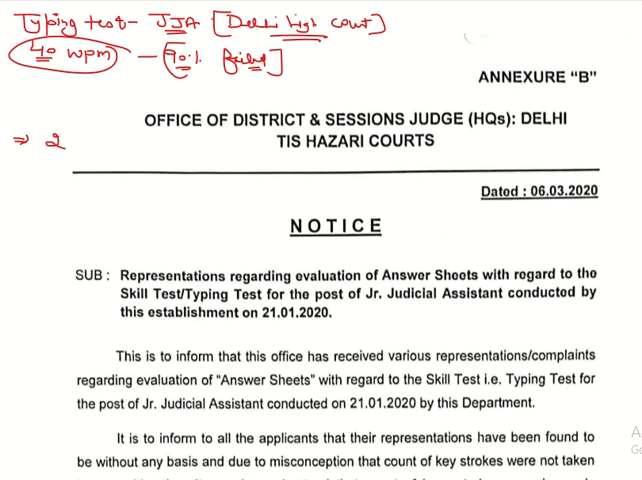 Typing test - JJA [Delhi high court]
40 wpm - [90% failed]
ANNEXURE "B"
OFFICE OF DISTRICT & SESSIONS JUDGE (HQs): DELHI
⇒ 2
TIS HAZARI COURTS
Dated : 06.03.2020
NOTICE
SUB : Representations regarding evaluation of Answer Sheets with regard to the
Skill Test/Typing Test for the post of Jr. Judicial Assistant conducted by
this establishment on 21.01.2020.
This is to inform that this office has received various representations/complaints
regarding evaluation of "Answer Sheets" with regard to the Skill Test i.e. Typing Test for
the post of Jr. Judicial Assistant conducted on 21.01.2020 by this Department.
It is to inform to all the applicants that their representations have been found to
be without any basis and due to misconception that count of key strokes were not taken